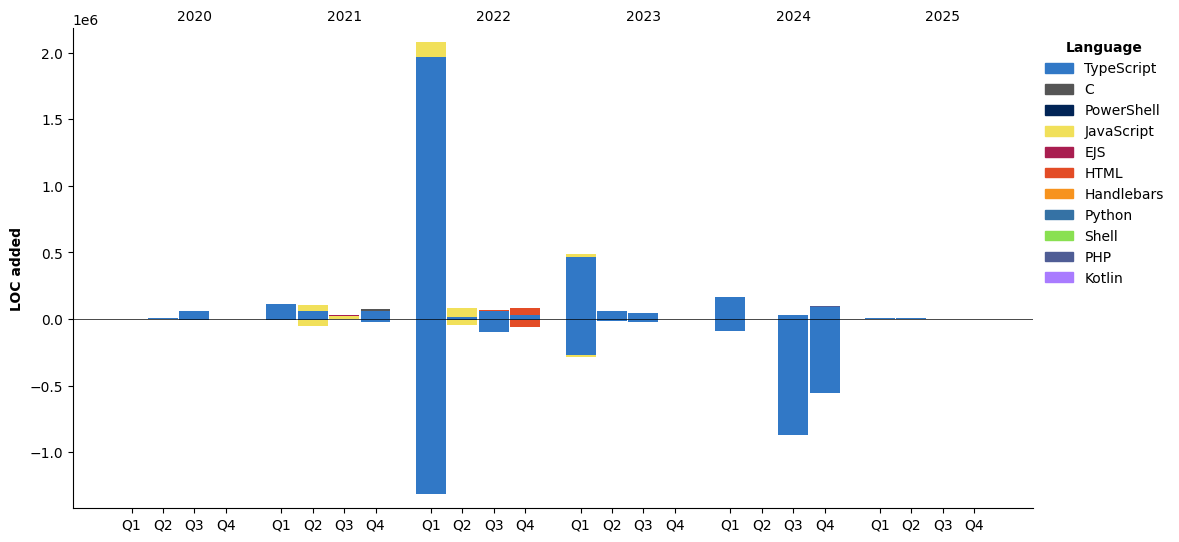 1e6
2020 2021 2022 2023 2024 2025
2.0
1.5
1.0
0.5
0.0
−0.5
−1.0
LOC added
Q1 Q2 Q3 Q4 Q1 Q2 Q3 Q4 Q1 Q2 Q3 Q4 Q1 Q2 Q3 Q4 Q1 Q2 Q3 Q4 Q1 Q2 Q3 Q4
Language
TypeScript
C
PowerShell
JavaScript
EJS
HTML
Handlebars
Python
Shell
PHP
Kotlin